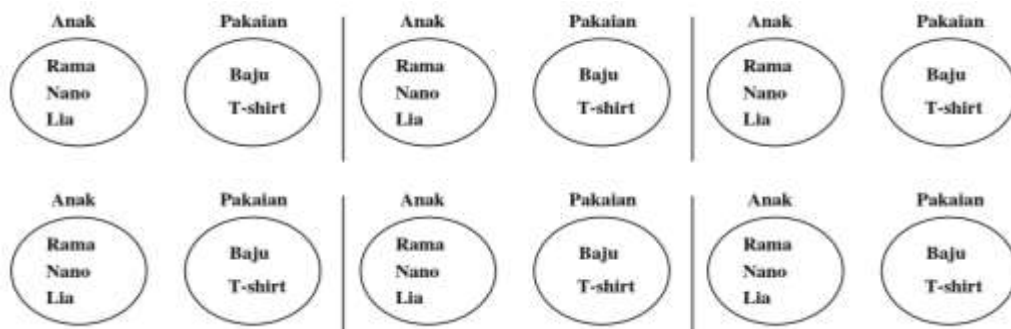 Anak Pakaian Anak Pakaian Anak Pakaian
Rama Baju Rama Baju Rama Baju
Nano Nano Nano
T-shirt T-shirt T-shirt
Lia Lia Lia
Anak Pakaian Anak Pakaian Anak Pakaian
Rama Baju Rama Baju Rama Baju
Nano Nano Nano
T-shirt T-shirt T-shirt
Lia Lia Lia